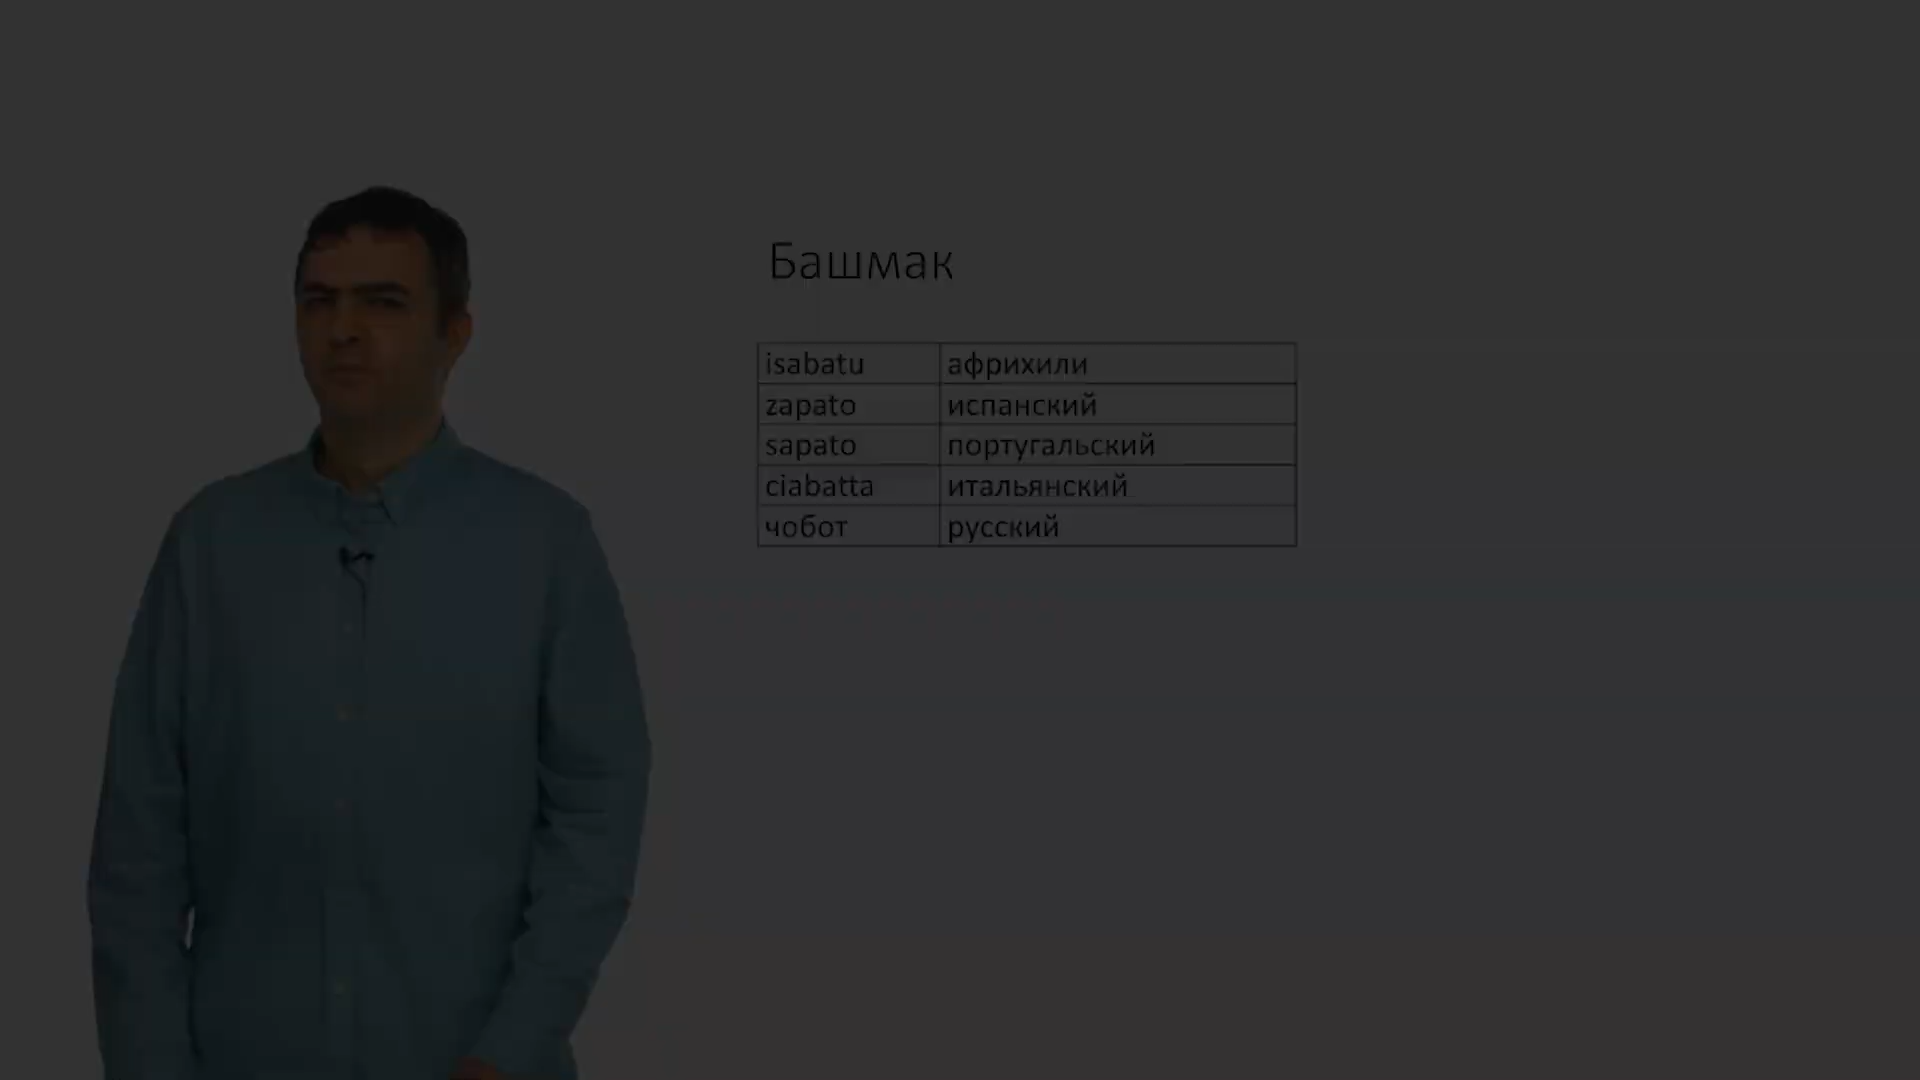 Башмак
isabatu африхили
zapato испанский
sapato португальский
ciabatta итальянский
чобот русский